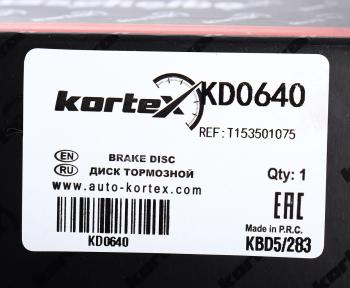 kortex KD0640
REF: T153501075
EN BRAKE DISC
RU ДИСК ТОРМОЗНОЙ
Qty: 1
www.auto-kortex.com
EAC
KD0640
Made in P.R.C.
KBD5/283